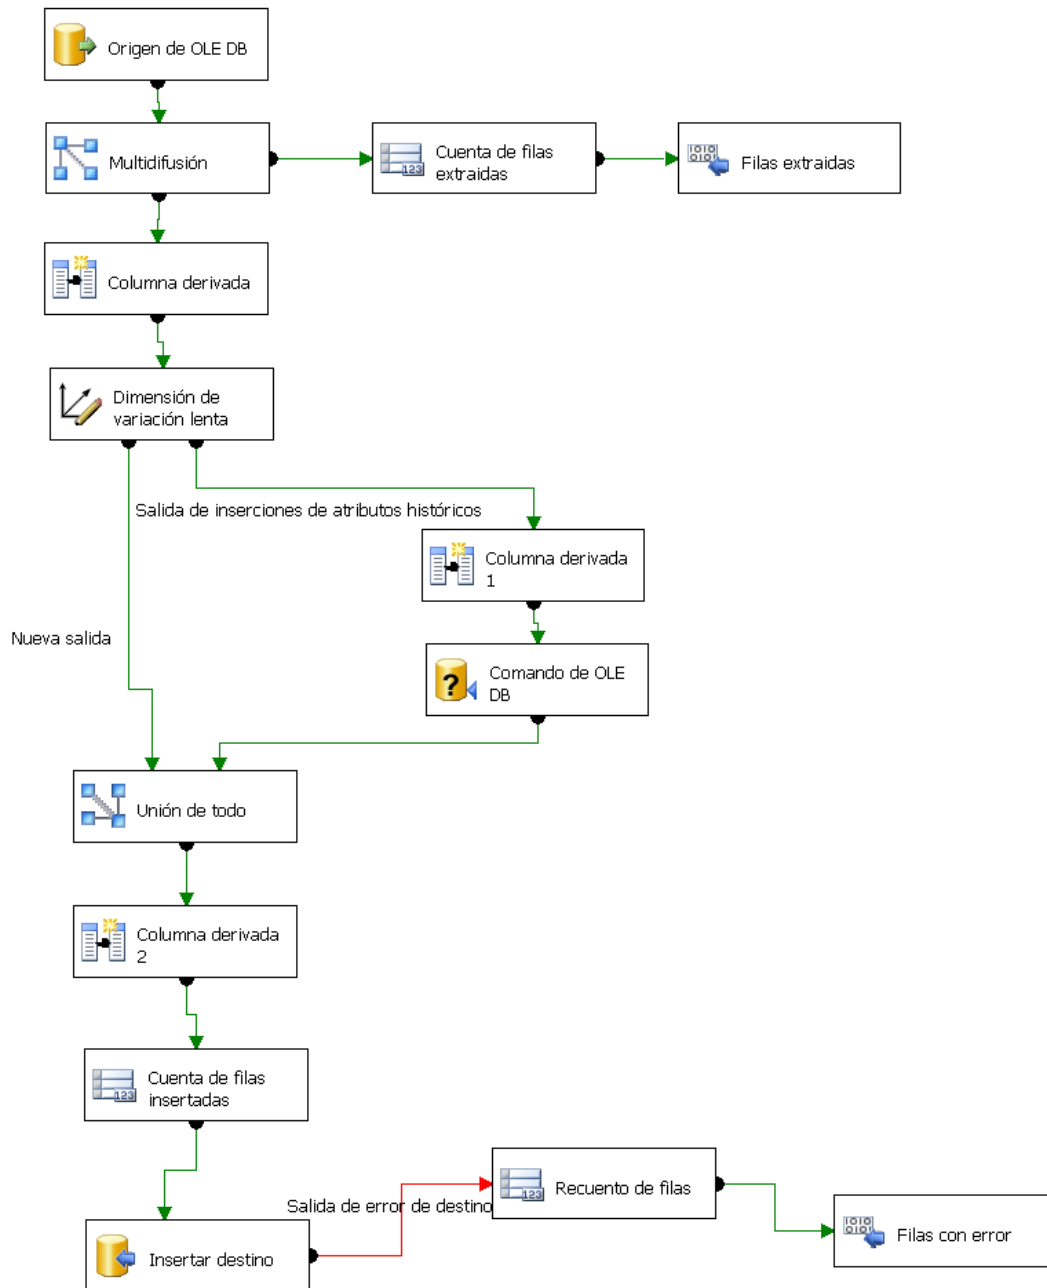 Origen de OLE DB
Multidifusión
Cuenta de filas
extraidas
Filas extraidas
Columna derivada
Dimensión de
variación lenta
Salida de inserciones de atributos históricos
Columna derivada
1
Nueva salida
Comando de OLE
DB
Unión de todo
Columna derivada
2
Cuenta de filas
insertadas
Salida de error de destino
Recuento de filas
Filas con error
Insertar destino